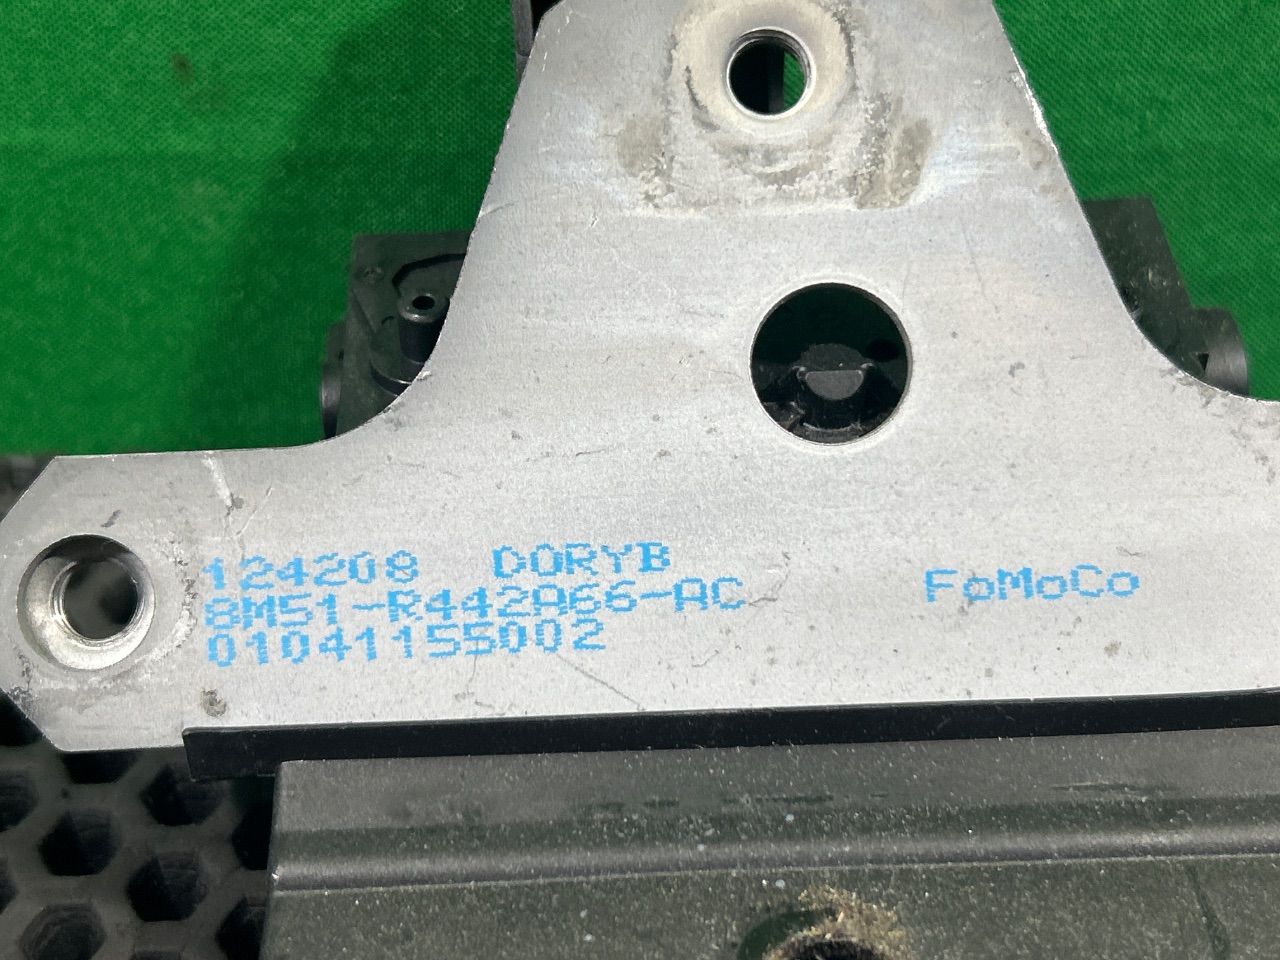 124208 DORYB
8M51-R442A66-AC
01041155002
FoMoCo